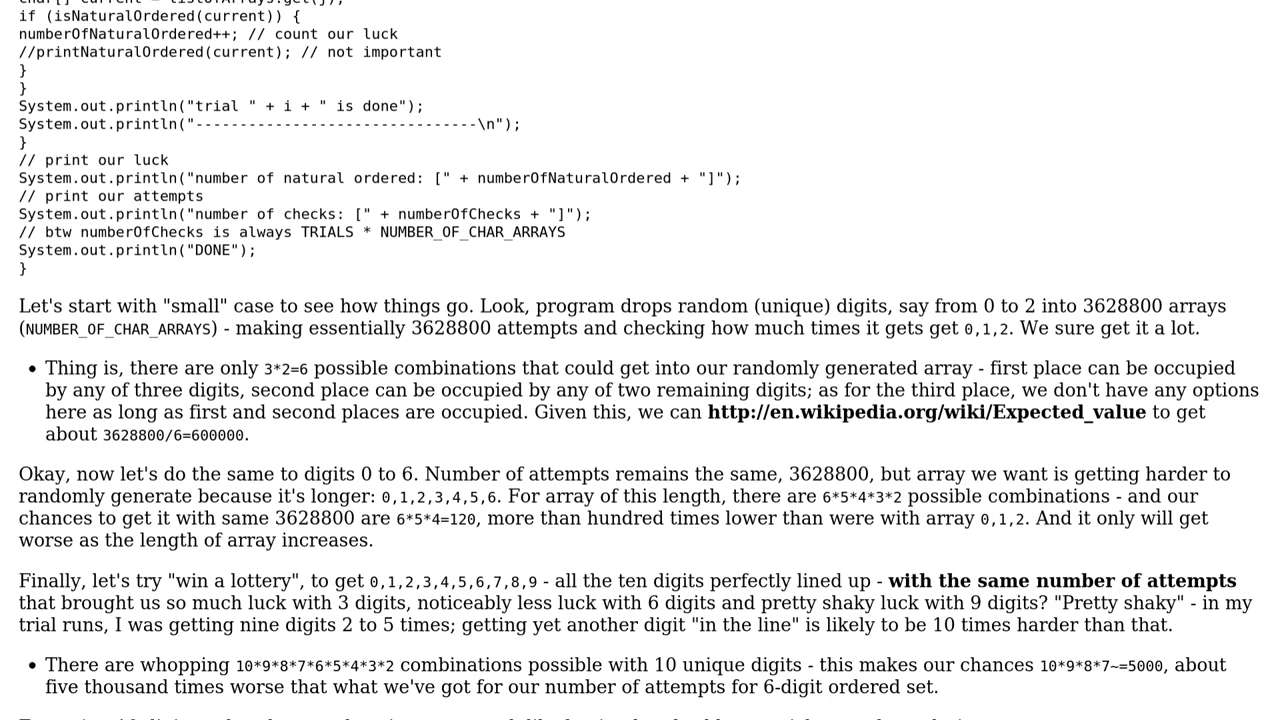 char[] current = listOfArrays.get(j);
if (isNaturalOrdered(current)) {
numberOfNaturalOrdered++; // count our luck
//printNaturalOrdered(current); // not important
}
}
System.out.println("trial " + i + " is done");
System.out.println("--------------------------------\n");
}
// print our luck
System.out.println("number of natural ordered: [" + numberOfNaturalOrdered + "]");
// print our attempts
System.out.println("number of checks: [" + numberOfChecks + "]");
// btw numberOfChecks is always TRIALS * NUMBER_OF_CHAR_ARRAYS
System.out.println("DONE");
}
Let's start with "small" case to see how things go. Look, program drops random (unique) digits, say from 0 to 2 into 3628800 arrays
(NUMBER_OF_CHAR_ARRAYS) - making essentially 3628800 attempts and checking how much times it gets get 0,1,2. We sure get it a lot.
• Thing is, there are only 3*2=6 possible combinations that could get into our randomly generated array - first place can be occupied
by any of three digits, second place can be occupied by any of two remaining digits; as for the third place, we don't have any options
here as long as first and second places are occupied. Given this, we can http://en.wikipedia.org/wiki/Expected_value to get
about 3628800/6=600000.
Okay, now let's do the same to digits 0 to 6. Number of attempts remains the same, 3628800, but array we want is getting harder to
randomly generate because it's longer: 0,1,2,3,4,5,6. For array of this length, there are 6*5*4*3*2 possible combinations - and our
chances to get it with same 3628800 are 6*5*4=120, more than hundred times lower than were with array 0,1,2. And it only will get
worse as the length of array increases.
Finally, let's try "win a lottery", to get 0,1,2,3,4,5,6,7,8,9 - all the ten digits perfectly lined up - with the same number of attempts
that brought us so much luck with 3 digits, noticeably less luck with 6 digits and pretty shaky luck with 9 digits? "Pretty shaky" - in my
trial runs, I was getting nine digits 2 to 5 times; getting yet another digit "in the line" is likely to be 10 times harder than that.
• There are whopping 10*9*8*7*6*5*4*3*2 combinations possible with 10 unique digits - this makes our chances 10*9*8*7~=5000, about
five thousand times worse that what we've got for our number of attempts for 6-digit ordered set.